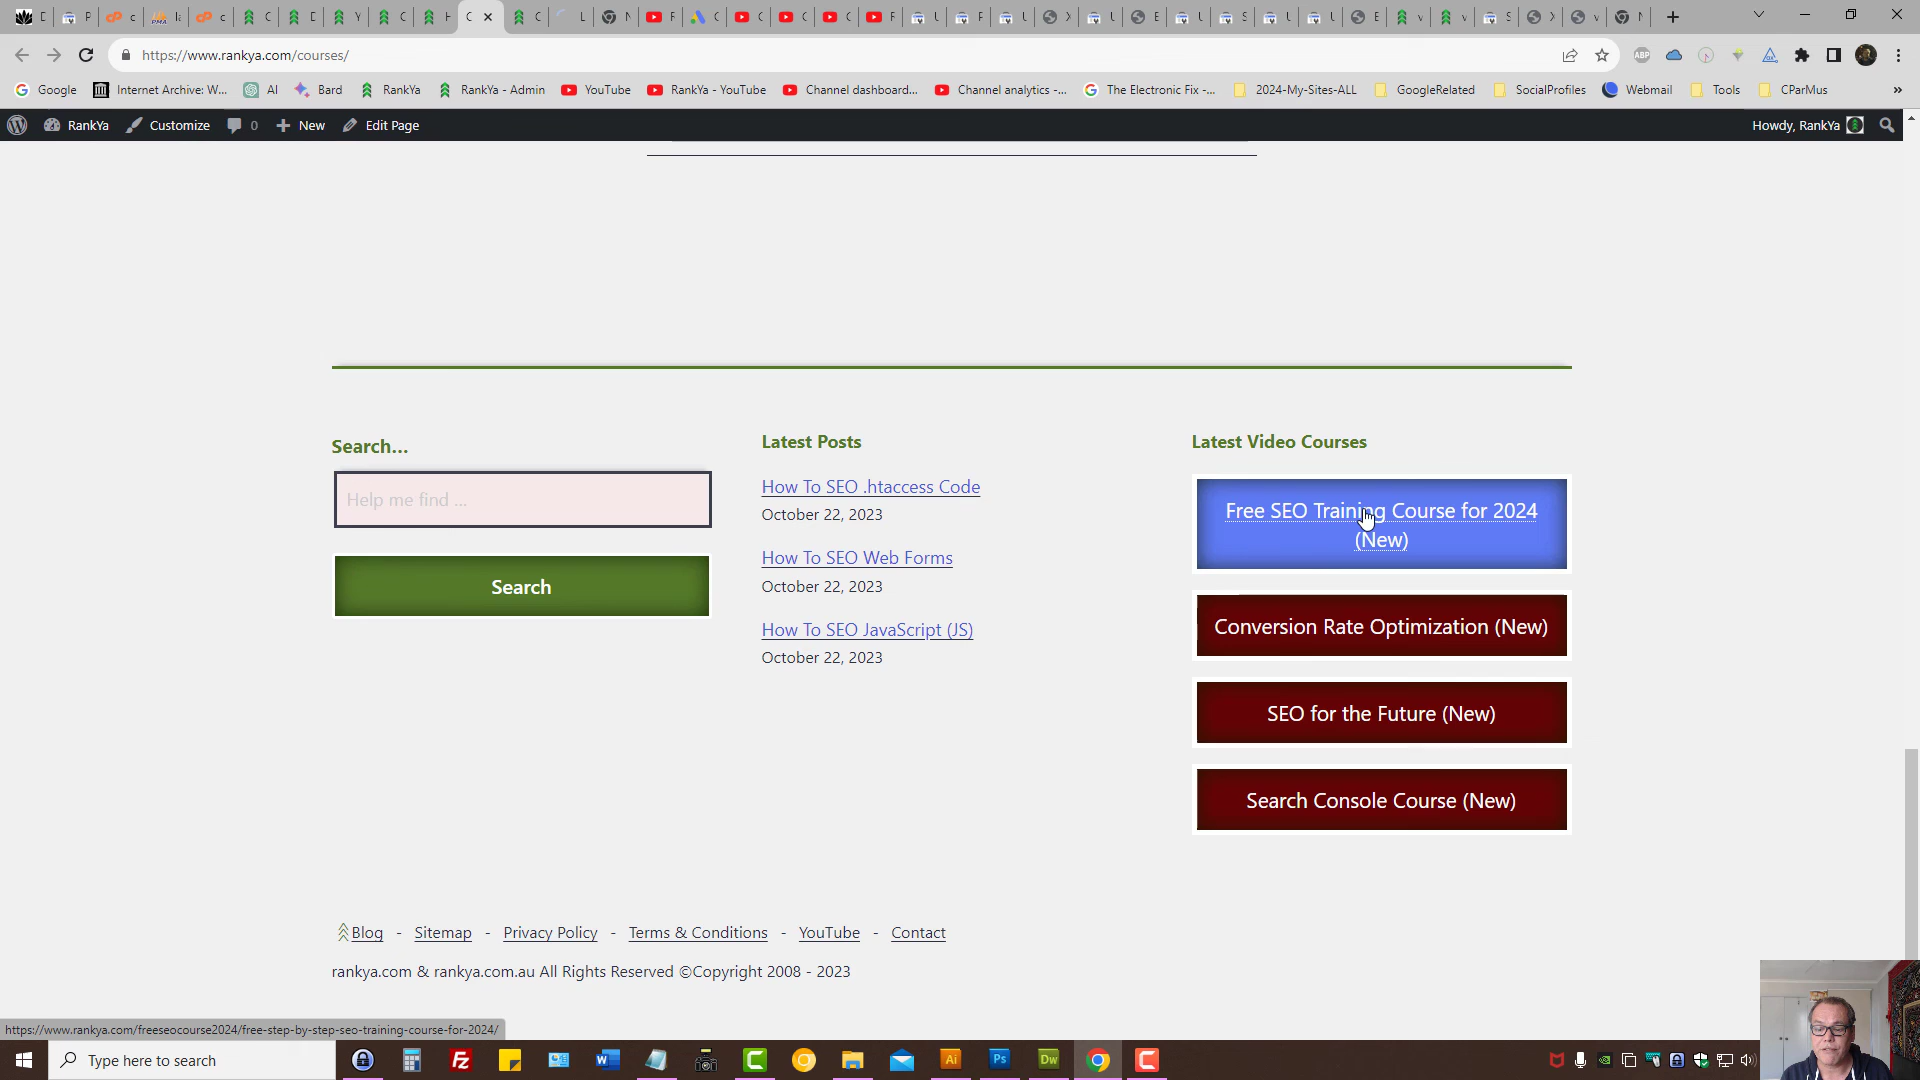 https://www.rankya.com/courses/
Google
Internet Archive: W...
AI
Bard
RankYa
RankYa - Admin
YouTube
RankYa - YouTube
Channel dashboard...
Channel analytics -...
The Electronic Fix -...
2024-My-Sites-ALL
GoogleRelated
SocialProfiles
Webmail
Tools
CParMus
»
RankYa
Customize
0
New
Edit Page
Howdy, RankYa
Search...
Help me find ...
Search
Latest Posts
How To SEO .htaccess Code
October 22, 2023
How To SEO Web Forms
October 22, 2023
How To SEO JavaScript (JS)
October 22, 2023
Latest Video Courses
Free SEO Training Course for 2024
(New)
Conversion Rate Optimization (New)
SEO for the Future (New)
Search Console Course (New)
Blog - Sitemap - Privacy Policy - Terms & Conditions - YouTube - Contact
rankya.com & rankya.com.au All Rights Reserved ©Copyright 2008 - 2023
https://www.rankya.com/freeseocourse2024/free-step-by-step-seo-training-course-for-2024/
Type here to search